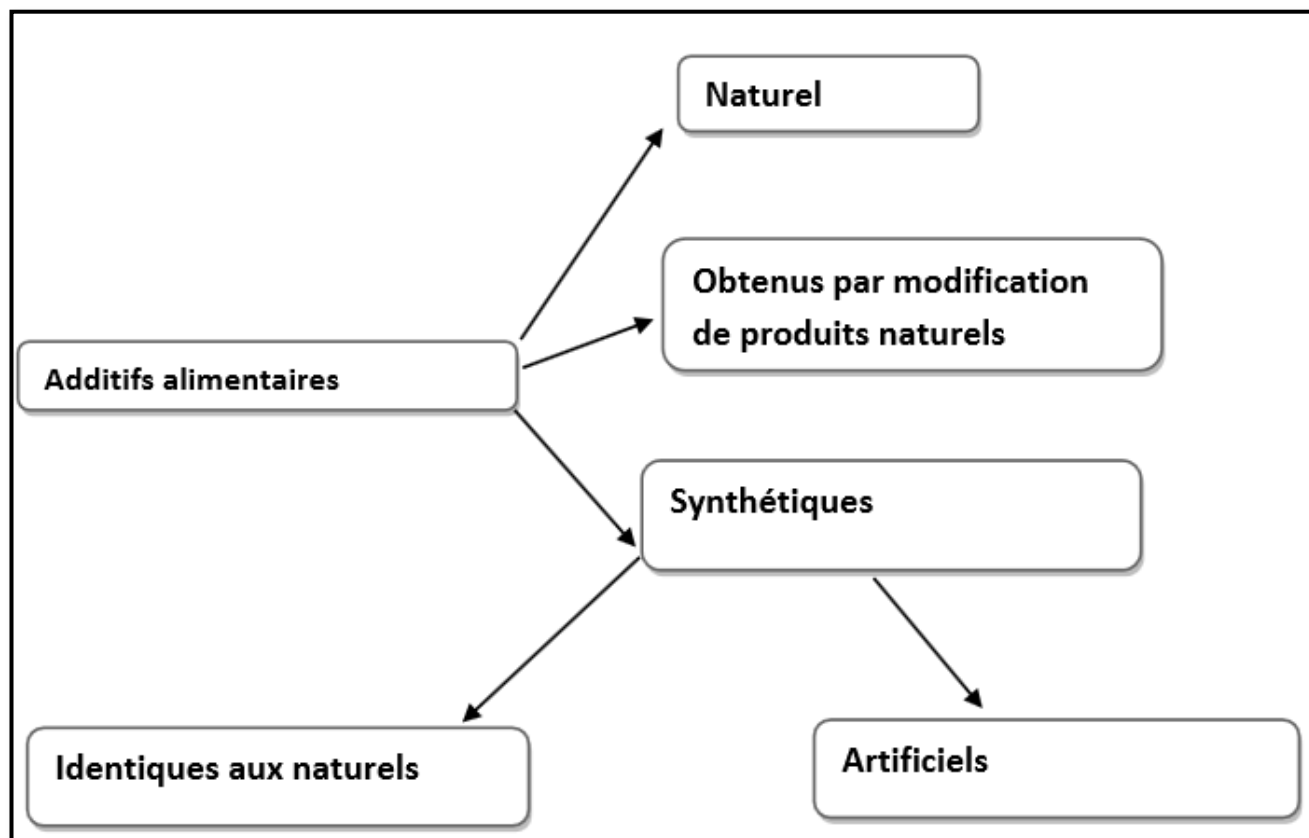 Naturel
Obtenus par modification
de produits naturels
Additifs alimentaires
Synthétiques
Identiques aux naturels
Artificiels